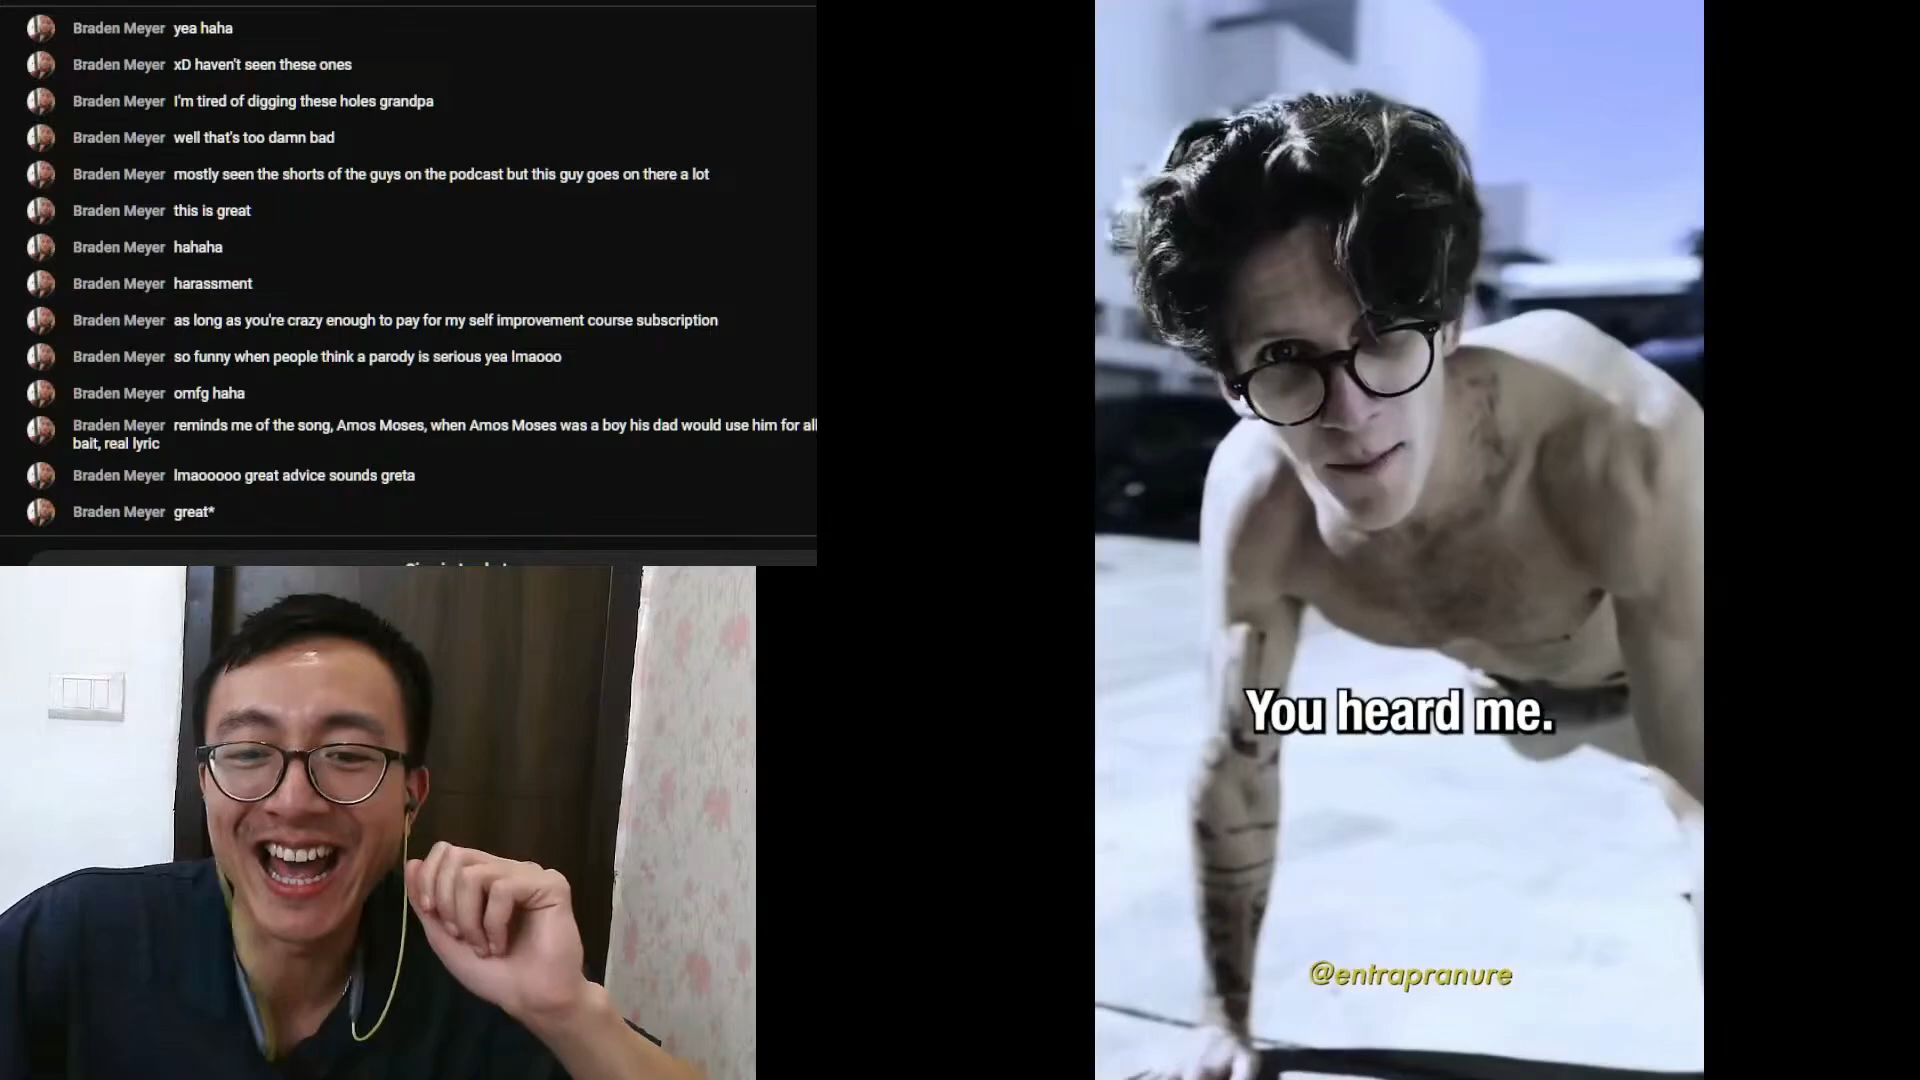 Braden Meyer yea haha
Braden Meyer xD haven't seen these ones
Braden Meyer I'm tired of digging these holes grandpa
Braden Meyer well that's too damn bad
Braden Meyer mostly seen the shorts of the guys on the podcast but this guy goes on there a lot
Braden Meyer this is great
Braden Meyer hahaha
Braden Meyer harassment
Braden Meyer as long as you're crazy enough to pay for my self improvement course subscription
Braden Meyer so funny when people think a parody is serious yea lmaooo
Braden Meyer omfg haha
Braden Meyer reminds me of the song, Amos Moses, when Amos Moses was a boy his dad would use him for
bait, real lyric
Braden Meyer lmaooooo great advice sounds greta
Braden Meyer great*
You heard me.
@entrapranure